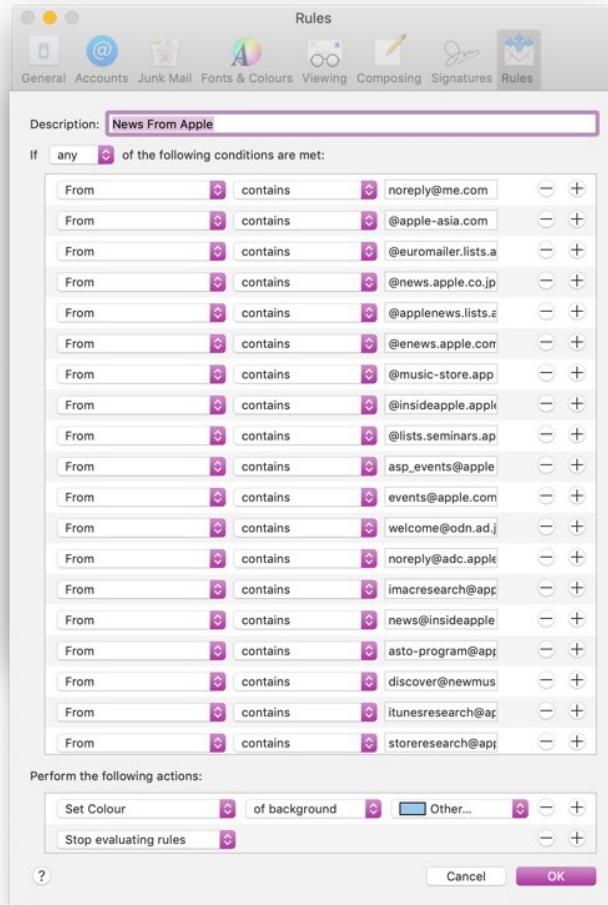 Rules
General Accounts Junk Mail Fonts & Colours Viewing Composing Signatures Rules
Description: News From Apple
If any of the following conditions are met:
From contains noreply@me.com
From contains @apple-asia.com
From contains @euromailer.lists.a
From contains @news.apple.co.jp
From contains @applenews.lists.a
From contains @enews.apple.com
From contains @music-store.app
From contains @insideapple.apple
From contains @lists.seminars.ap
From contains asp_events@apple
From contains events@apple.com
From contains welcome@odn.ad.j
From contains noreply@adc.apple
From contains imacresearch@app
From contains news@insideapple
From contains asto-program@app
From contains discover@newmus
From contains itunesresearch@ap
From contains storeresearch@app
Perform the following actions:
Set Colour of background Other...
Stop evaluating rules
? Cancel OK